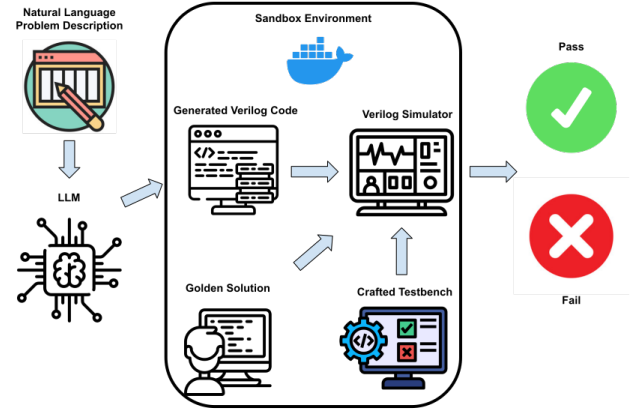 Natural Language
Problem Description
Sandbox Environment
Pass
Generated Verilog Code
Verilog Simulator
LLM
Golden Solution
Crafted Testbench
Fail